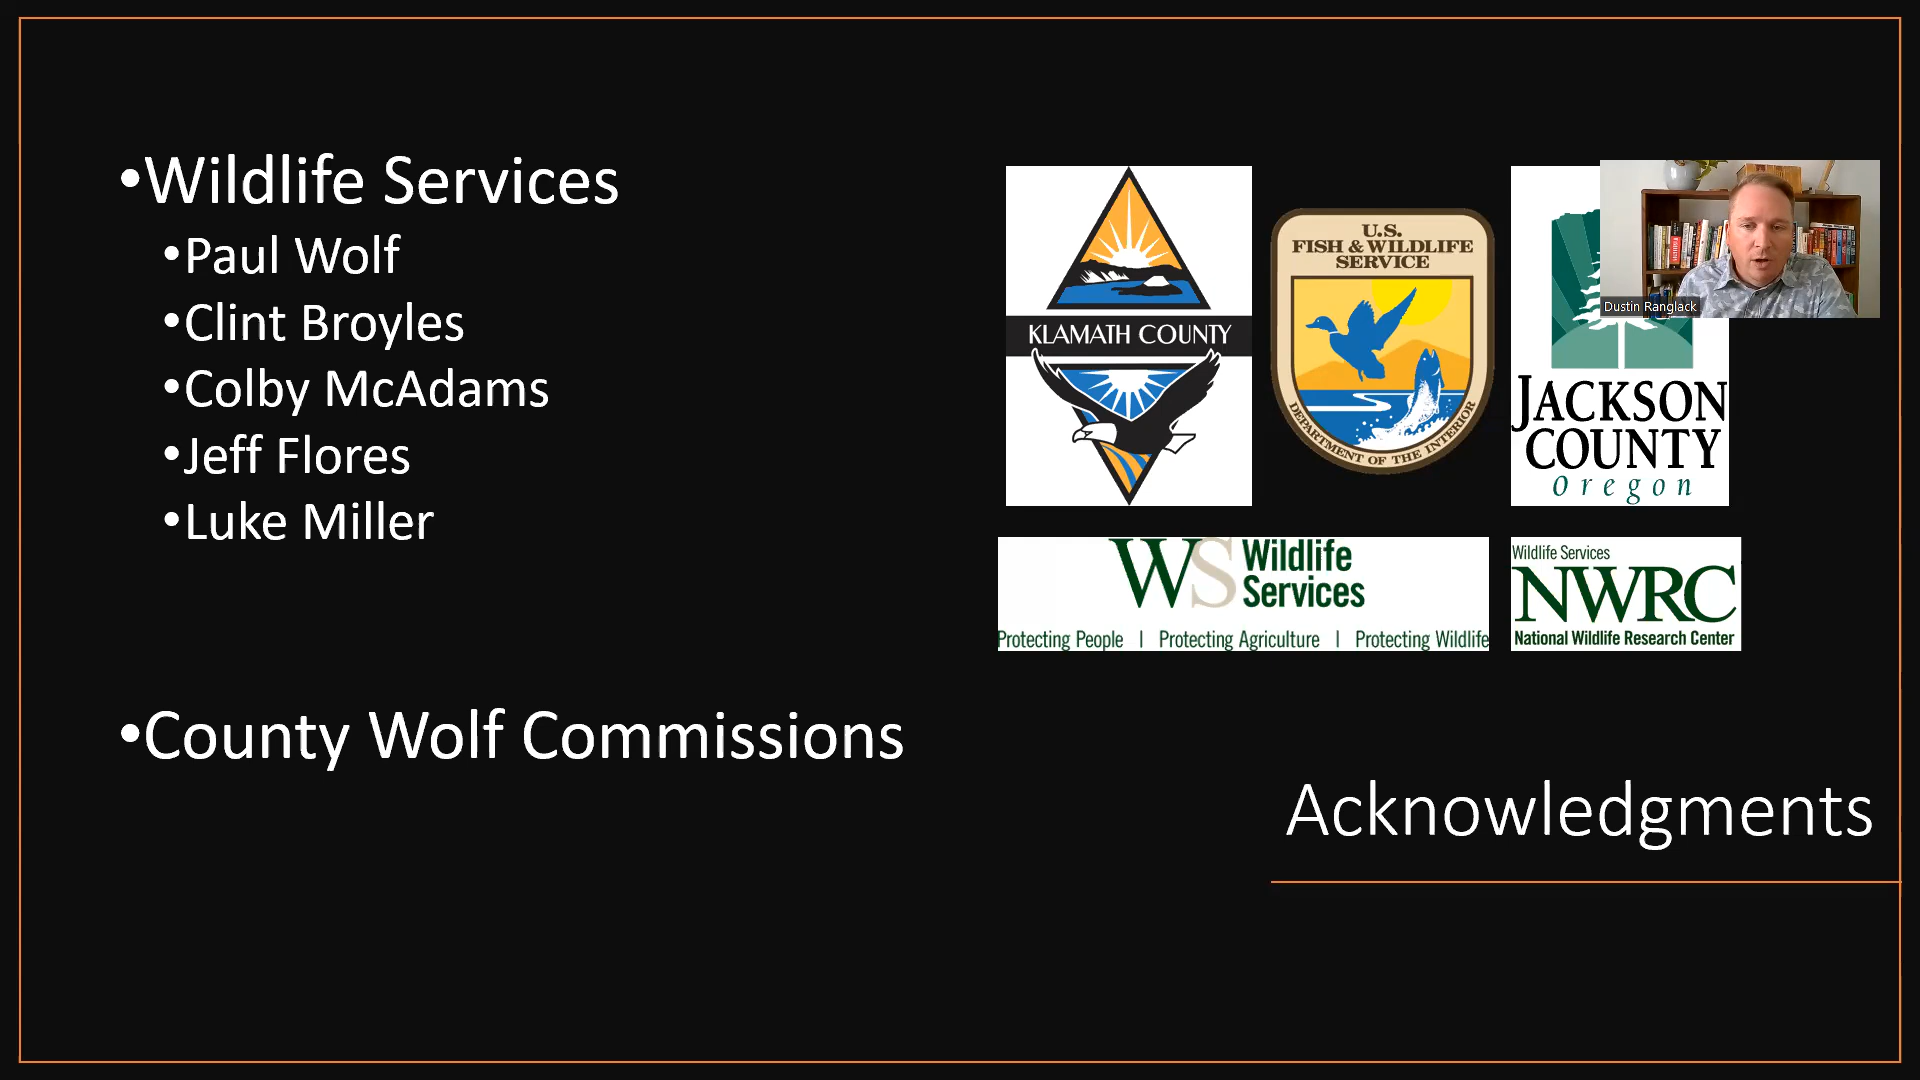 •Wildlife Services
•Paul Wolf
•Clint Broyles
•Colby McAdams
•Jeff Flores
•Luke Miller
•County Wolf Commissions
KLAMATH COUNTY
U.S.
FISH & WILDLIFE
SERVICE
DEPARTMENT OF THE INTERIOR
Dustin Ranglack
JACKSON
COUNTY
Oregon
WS Wildlife
Services
Protecting People | Protecting Agriculture | Protecting Wildlife
Wildlife Services
NWRC
National Wildlife Research Center
Acknowledgments